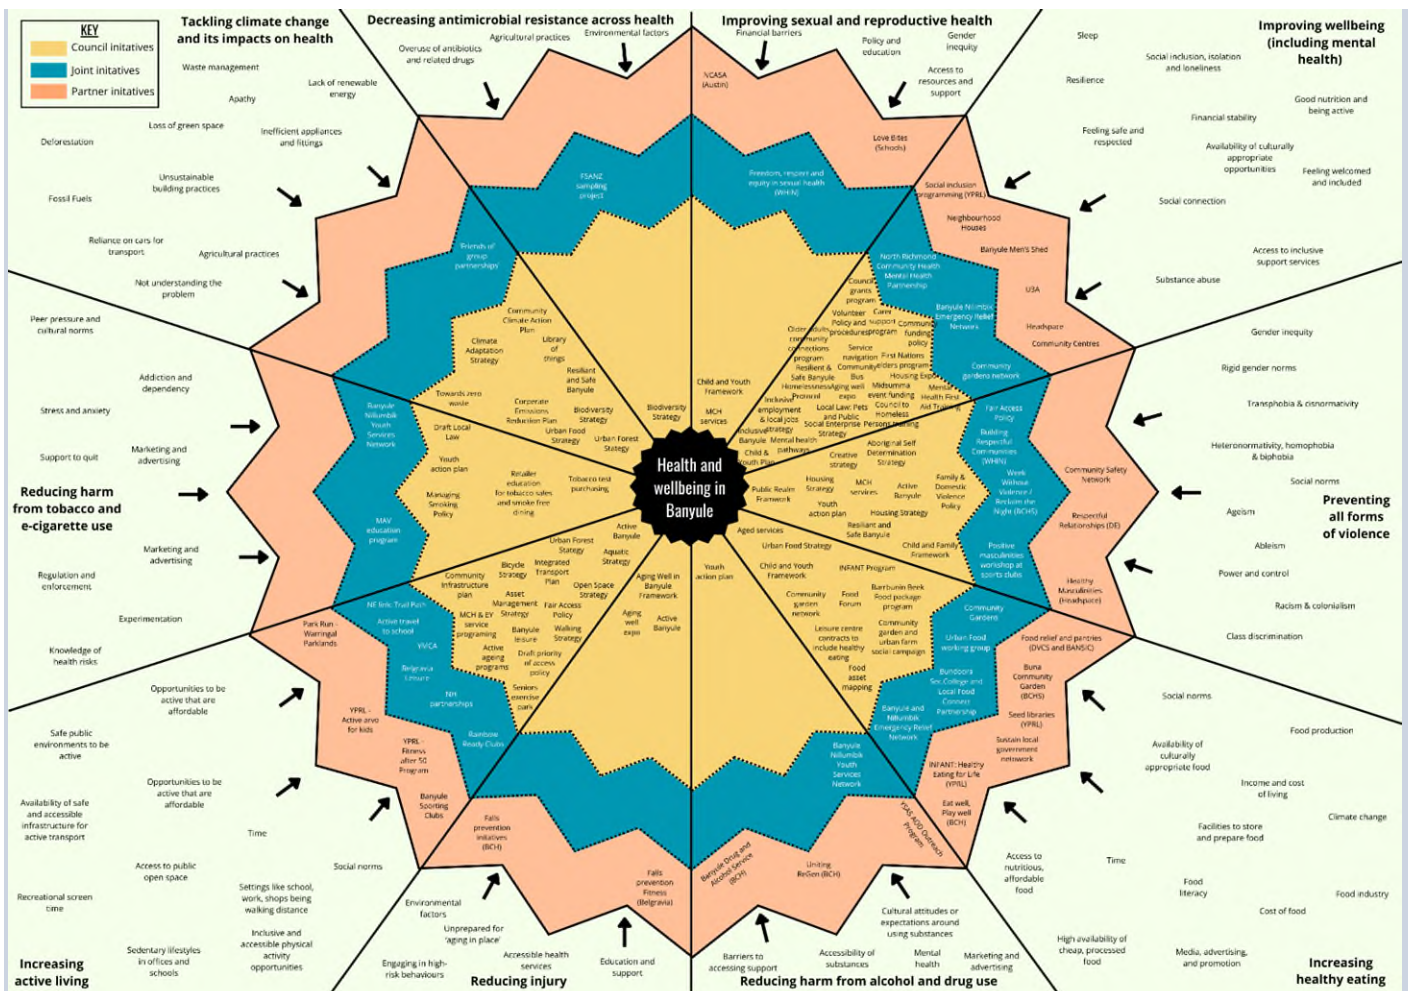 KEY
Council initatives
Joint initatives
Partner initatives
Tackling climate change
and its impacts on health
Waste management
Lack of renewable
energy
Apathy
Loss of green space
Inefficient appliances
and fittings
Deforestation
Unsustainable
building practices
Fossil Fuels
Reliance on cars for
transport
Agricultural practices
Not understanding the
problem
Decreasing antimicrobial resistance across health
Overuse of antibiotics
and related drugs
Agricultural practices
Environmental factors
Improving sexual and reproductive health
Financial barriers
Policy and
education
Gender
inequity
Access to
resources and
support
Improving wellbeing
(including mental
health)
Sleep
Social inclusion, isolation
and loneliness
Resilience
Good nutrition and
being active
Financial stability
Feeling safe and
respected
Availability of culturally
appropriate
opportunities
Feeling welcomed
and included
Social connection
Access to inclusive
support services
Substance abuse
Preventing
all forms
of violence
Gender inequity
Rigid gender norms
Transphobia & cisnormativity
Heteronormativity, homophobia
& biphobia
Social norms
Ageism
Ableism
Power and control
Racism & colonialism
Class discrimination
Increasing
healthy eating
Social norms
Food production
Availability of
culturally
appropriate food
Income and cost
of living
Climate change
Facilities to store
and prepare food
Access to
nutritious,
affordable
food
Time
Food
literacy
Food industry
Cost of food
High availability of
cheap, processed
food
Media, advertising,
and promotion
Reducing harm from alcohol and drug use
Cultural attitudes or
expectations around
using substances
Barriers to
accessing support
Accessibility of
substances
Mental
health
Marketing and
advertising
Reducing injury
Environmental
factors
Unprepared for
'aging in place'
Engaging in high-
risk behaviours
Accessible health
services
Education and
support
Increasing
active living
Opportunities to be
active that are
affordable
Safe public
environments to be
active
Opportunities to be
active that are
affordable
Availability of safe
and accessible
infrastructure for
active transport
Time
Social norms
Access to public
open space
Recreational screen
time
Settings like school,
work, shops being
walking distance
Inclusive and
accessible physical
activity
opportunities
Sedentary lifestyles
in offices and
schools
Reducing harm
from tobacco and
e-cigarette use
Peer pressure and
cultural norms
Addiction and
dependency
Stress and anxiety
Support to quit
Marketing and
advertising
Marketing and
advertising
Regulation and
enforcement
Experimentation
Knowledge of
health risks
Health and
wellbeing in
Banyule
NCASA
(Austin)
Love Bites
(Schools)
Freedom, respect and
equity in sexual health
(WHIN)
Child and Youth
Framework
MCH
services
FSANZ
sampling
project
Biodiversity
Strategy
'Friends of
group
partnerships'
Community
Climate Action
Plan
Climate
Adaptation
Strategy
Library
of
things
Resilient
and Safe
Banyule
Towards zero
waste
Corporate
Emissions
Reduction Plan
Biodiversity
Strategy
Urban Food
Strategy
Urban Forest
Stategy
Social inclusion
programming (YPRL)
Neighbourhood
Houses
Banyule Men's Shed
U3A
Headspace
Community Centres
North Richmond
Community Health
Mental Health
Partnership
Banyule Nilimbik
Emergency Relief
Network
Community
gardens network
Council
grants
program
Volunteer
Policy and
procedures
Carer
support
program
Community
funding
policy
Older adults
community
connections
program
Service
navigation
First Nations
elders program
Resilient &
Safe Banyule
Community
Bus
Housing Expo
Homelessness
Protocol
Aging well
expo
Midsumma
event funding
Mental
Health First
Aid Training
Inclusive
employment
& local jobs
strategy
Local Law: Pets
and Public
Council to
Homeless
Persons training
Social Enterprise
Strategy
Inclusive
Banyule
Mental health
pathways
Child &
Youth Plan
Fair Access
Policy
Building
Respectful
Communities
(WHIN)
Week
Without
Violence /
Reclaim the
Night (BCHS)
Positive
masculinities
workshop at
sports clubs
Community Safety
Network
Respectful
Relationships (DE)
Healthy
Masculinities
(Headspace)
Creative
strategy
Aboriginal Self
Determination
Strategy
Public Realm
Framework
Housing
Strategy
MCH
services
Active
Banyule
Family &
Domestic
Violence
Policy
Youth
action plan
Housing Strategy
Resilient and
Safe Banyule
Aged services
Child and Family
Framework
Urban Food Strategy
Child and Youth
Framework
INFANT Program
Barrbunin Beek
Food package
program
Community
garden
network
Food
Forum
Leisure centre
contracts to
include healthy
eating
Community
garden and
urban farm
social campaign
Food
asset
mapping
Community
Gardens
Urban Food
working group
Bundoora
Sec College and
Local Food
Connect
Partnership
Banyule and
Nillumbik
Emergency Relief
Network
Food relief and pantries
(DVCS and BANSIC)
Buna
Community
Garden
(BCHS)
Seed libraries
(YPRL)
Sustain local
government
netowork
INFANT: Healthy
Eating for Life
(YPRL)
Eat well,
Play well
(BCH)
Youth
action plan
Banyule
Nillumbik
Youth
Services
Network
YSAS AOD Outreach
Program
Uniting
ReGen (BCH)
Banyule Drug and
Alcohol Service
(BCH)
Aging Well in
Banyule
Framework
Aging
well
expo
Active
Banyule
Falls
prevention
initatives
(BCH)
Falls
prevention
Fitness
(Belgravia)
Active
Banyule
Urban Forest
Stategy
Aquatic
Strategy
Community
Infrastructure
plan
Bicycle
Strategy
Integrated
Transport
Plan
Open Space
Strategy
Asset
Management
Strategy
MCH & EY
service
programing
Fair Access
Policy
Banyule
leisure
Walking
Strategy
Active
ageing
programs
Draft priority
of access
policy
Seniors
exercise
park
NE link: Trail Path
Active travel
to school
YMCA
Belgravia
Leisure
NH
partnerships
Rainbow
Ready Clubs
Park Run -
Warringal
Parklands
YPRL -
Active arvo
for kids
YPRL -
Fitness
after 50
Program
Banyule
Sporting
Clubs
Banyule
Nillumbik
Youth
Services
Network
MAV
education
program
Draft Local
Law
Youth
action plan
Managing
Smoking
Policy
Retailer
education
for tobacco sales
and smoke free
dining
Tobacco test
purchasing